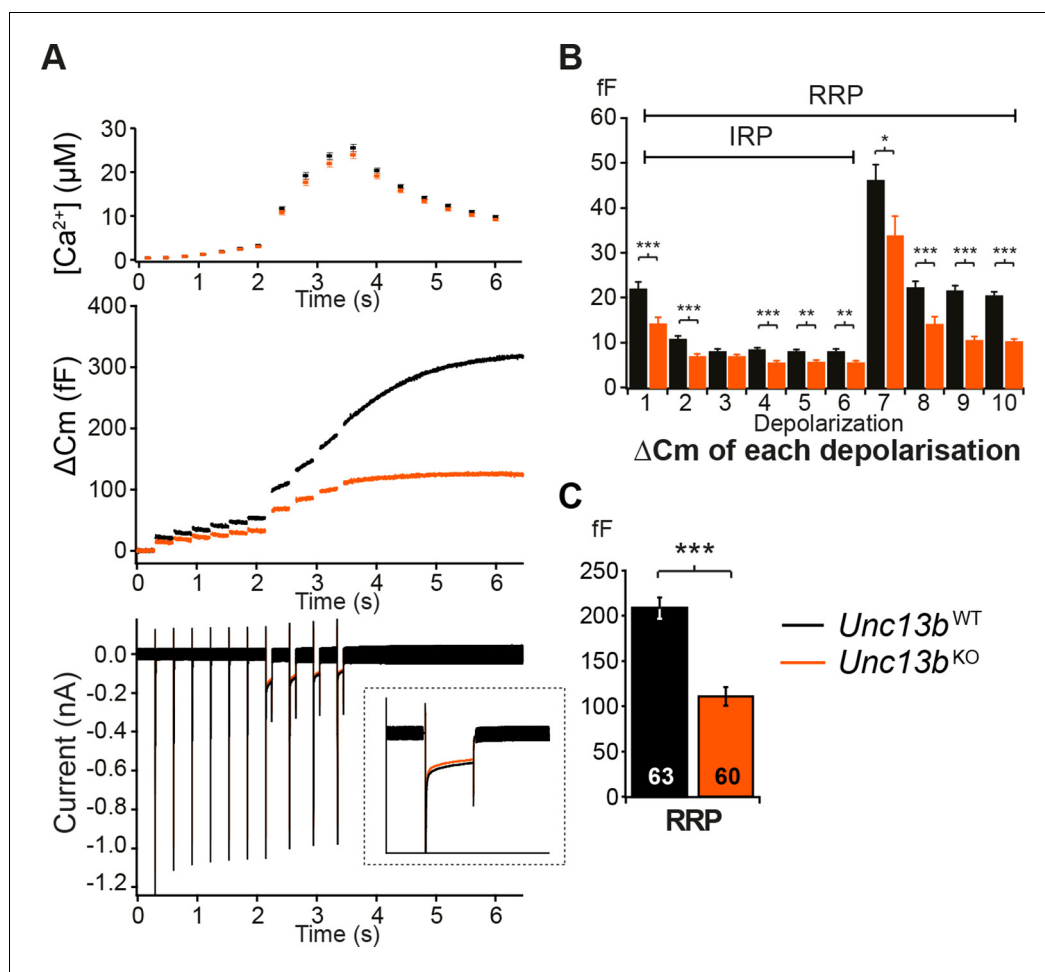 A
[Ca2+] (µM)
30
20
10
0
0 1 2 3 4 5 6
Time (s)
ΔCm (fF)
400
300
200
100
0
0 1 2 3 4 5 6
Time (s)
Current (nA)
0.0
-0.2
-0.4
-0.6
-0.8
-1.0
-1.2
0 1 2 3 4 5 6
Time (s)
B
fF
60
50
40
30
20
10
0
RRP
IRP
*** *** *** ** ** * *** *** ***
1 2 3 4 5 6 7 8 9 10
Depolarization
ΔCm of each depolarisation
C
fF
250
200
150
100
50
0
***
63 60
RRP
Unc13bWT
Unc13bKO